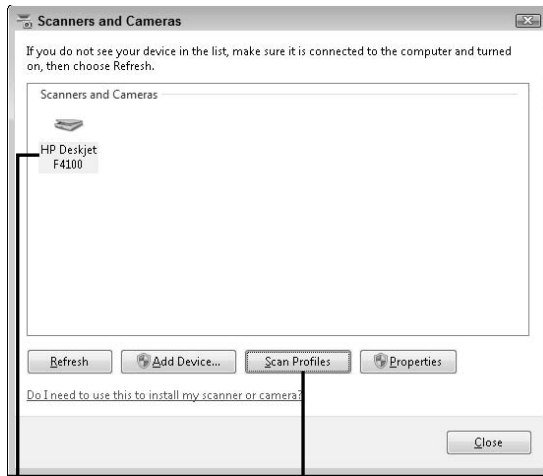 Scanners and Cameras
If you do not see your device in the list, make sure it is connected to the computer and turned
on, then choose Refresh.
Scanners and Cameras
HP Deskjet
F4100
Refresh
Add Device...
Scan Profiles
Properties
Do I need to use this to install my scanner or camera?
Close